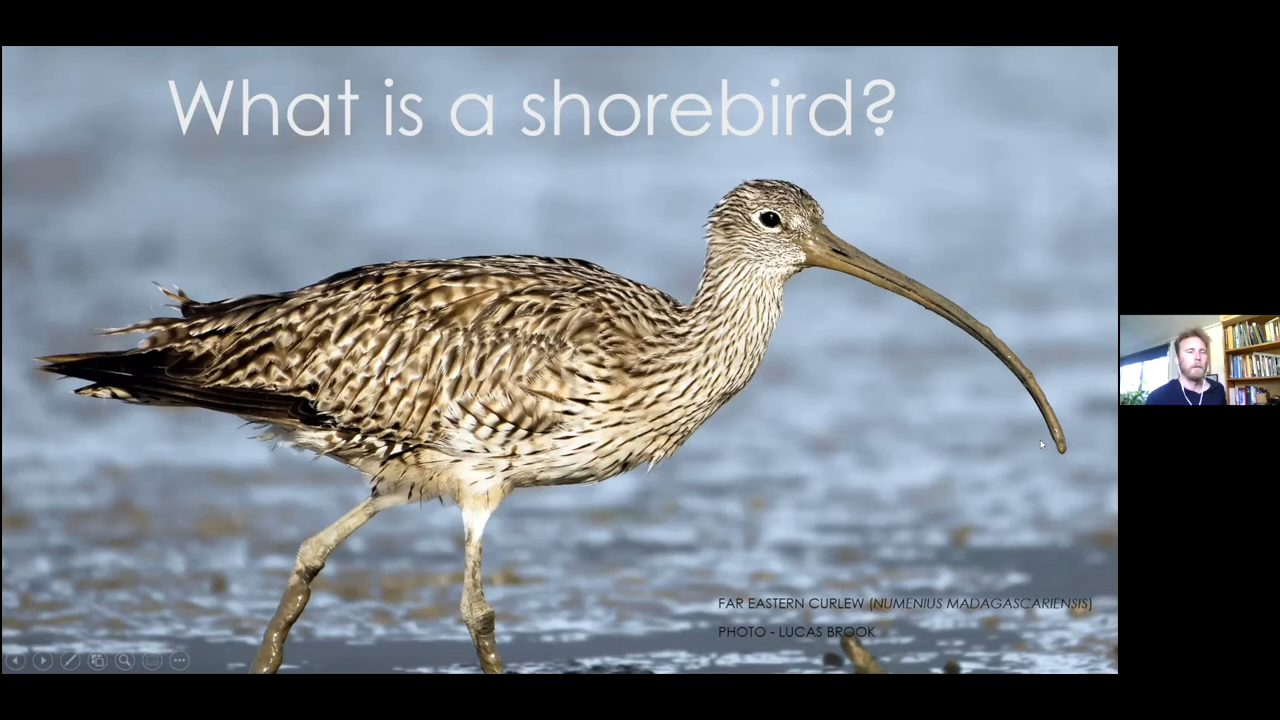 What is a shorebird?
FAR EASTERN CURLEW (NUMENIUS MADAGASCARIENSIS)
PHOTO - LUCAS BROOK